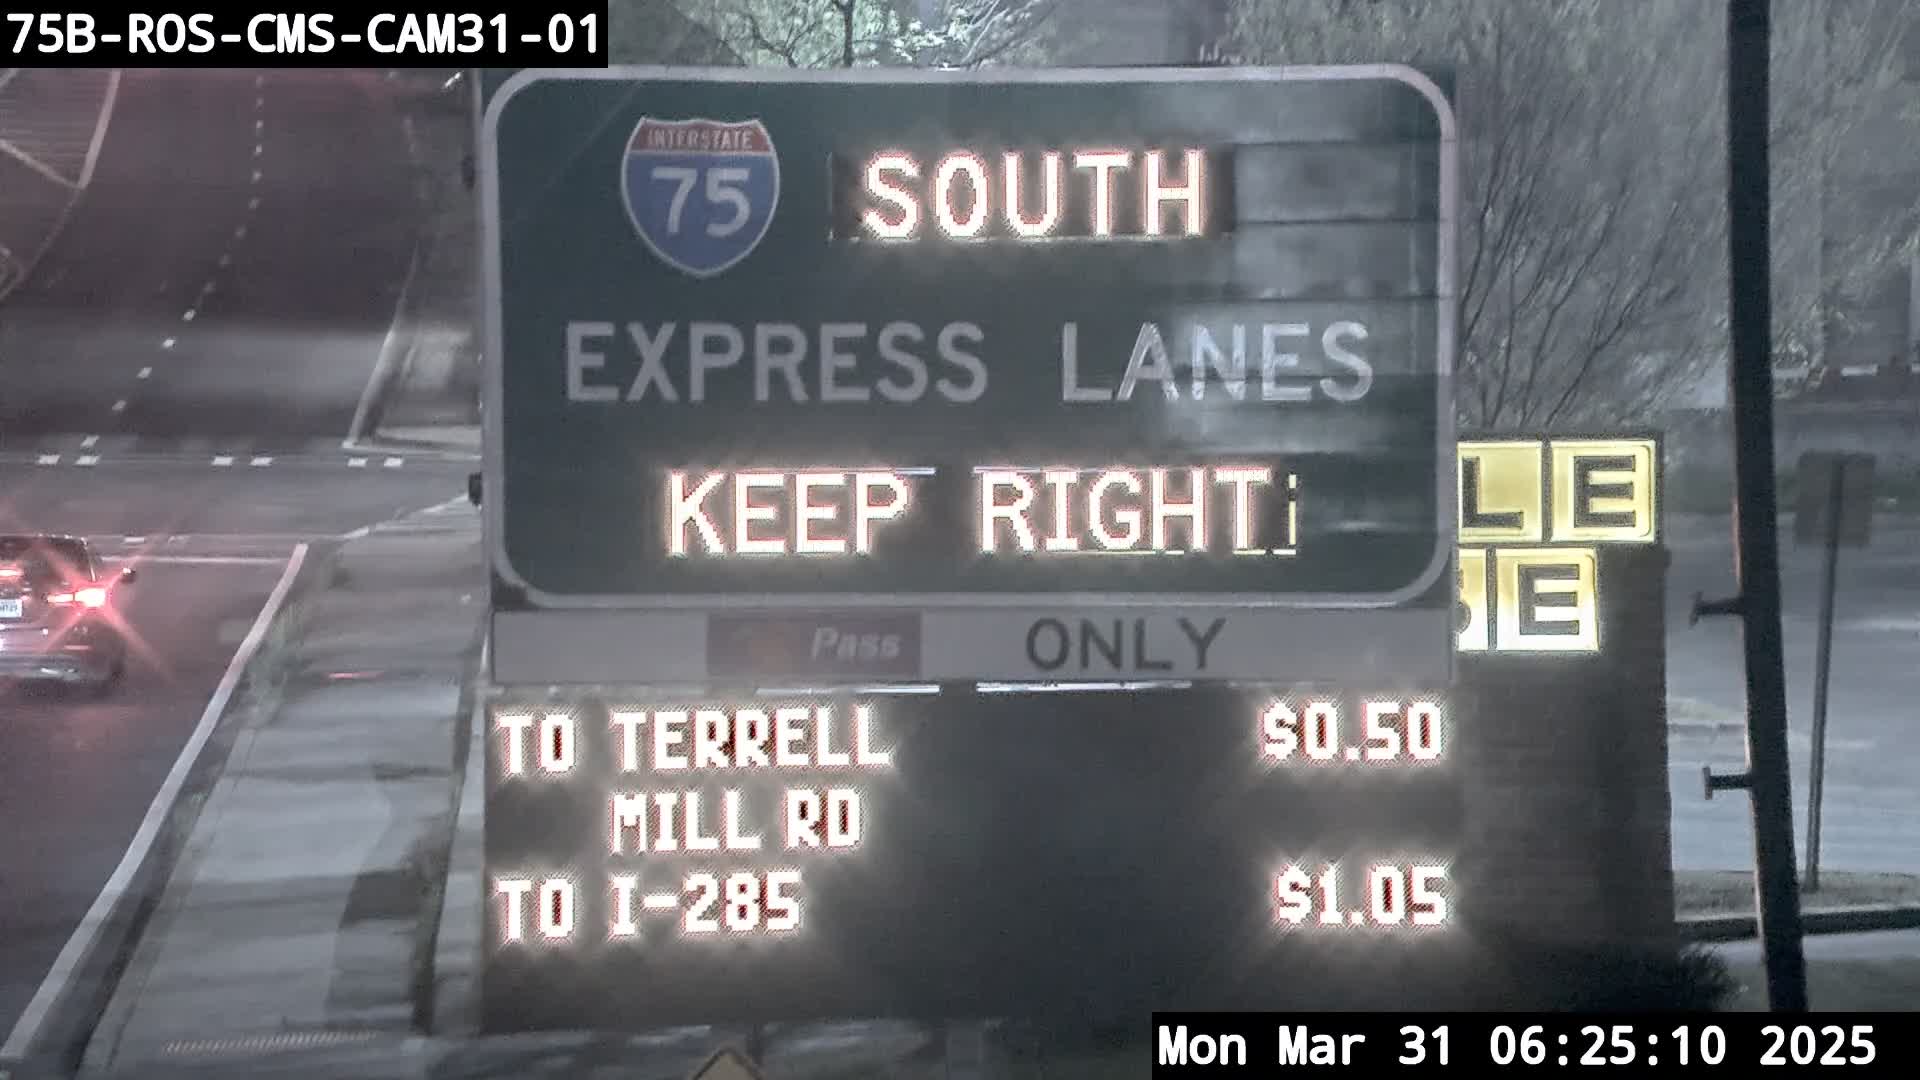 75B-ROS-CMS-CAM31-01
INTERSTATE
75
SOUTH
EXPRESS LANES
KEEP RIGHT
Pass ONLY
LE
E
TO TERRELL $0.50
MILL RD
TO I-285 $1.05
Mon Mar 31 06:25:10 2025